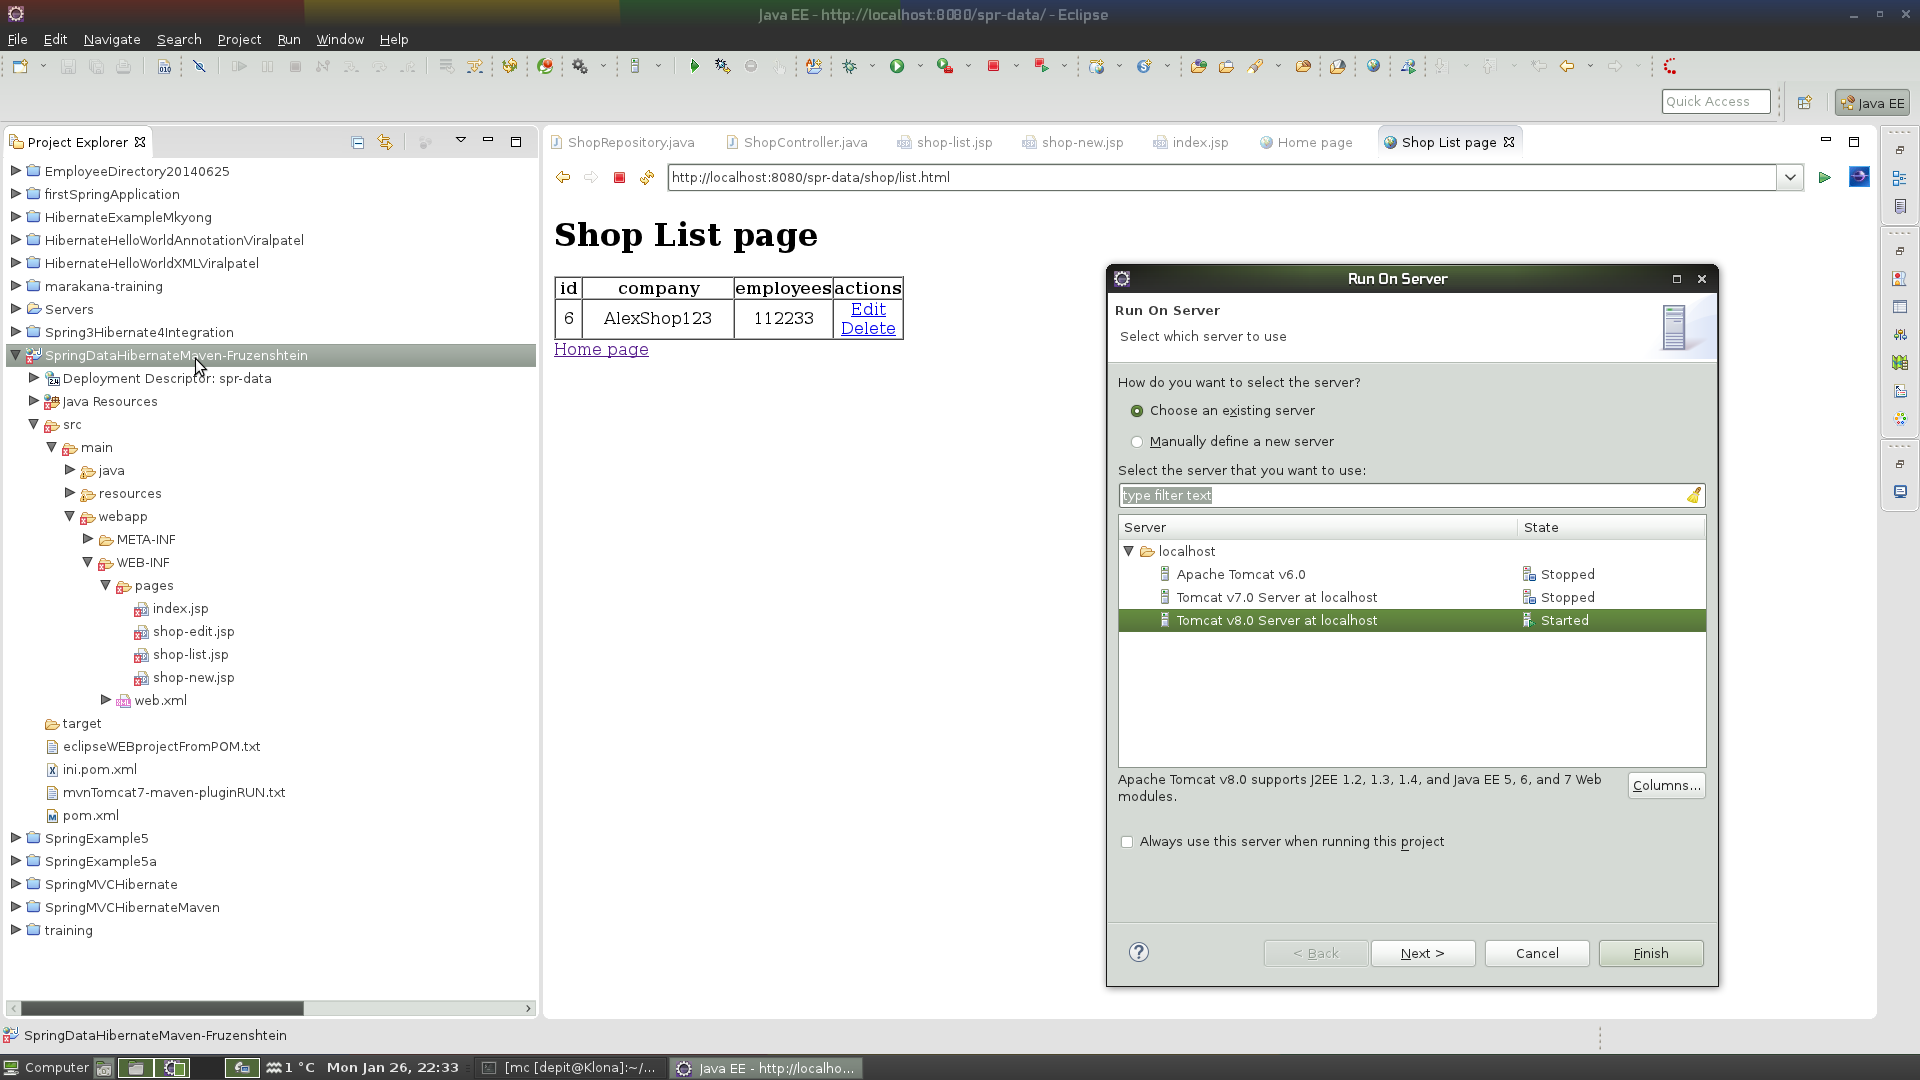 Java EE - http://localhost:8080/spr-data/ - Eclipse
File Edit Navigate Search Project Run Window Help
Quick Access
Java EE
Project Explorer
EmployeeDirectory20140625
firstSpringApplication
HibernateExampleMkyong
HibernateHelloWorldAnnotationViralpatel
HibernateHelloWorldXMLViralpatel
marakana-training
Servers
Spring3Hibernate4Integration
SpringDataHibernateMaven-Fruzenshtein
Deployment Descriptor: spr-data
Java Resources
src
main
java
resources
webapp
META-INF
WEB-INF
pages
index.jsp
shop-edit.jsp
shop-list.jsp
shop-new.jsp
web.xml
target
eclipseWEBprojectFromPOM.txt
ini.pom.xml
mvnTomcat7-maven-pluginRUN.txt
pom.xml
SpringExample5
SpringExample5a
SpringMVCHibernate
SpringMVCHibernateMaven
training
ShopRepository.java ShopController.java shop-list.jsp shop-new.jsp index.jsp Home page Shop List page
http://localhost:8080/spr-data/shop/list.html
Shop List page
id company employees actions
6 AlexShop123 112233 Edit
Delete
Home page
Run On Server
Run On Server
Select which server to use
How do you want to select the server?
Choose an existing server
Manually define a new server
Select the server that you want to use:
type filter text
Server State
localhost
Apache Tomcat v6.0 Stopped
Tomcat v7.0 Server at localhost Stopped
Tomcat v8.0 Server at localhost Started
Apache Tomcat v8.0 supports J2EE 1.2, 1.3, 1.4, and Java EE 5, 6, and 7 Web
modules.
Columns...
Always use this server when running this project
< Back Next > Cancel Finish
SpringDataHibernateMaven-Fruzenshtein
Computer 1 °C Mon Jan 26, 22:33 [mc [depit@Klona]:~/... Java EE - http://localho...